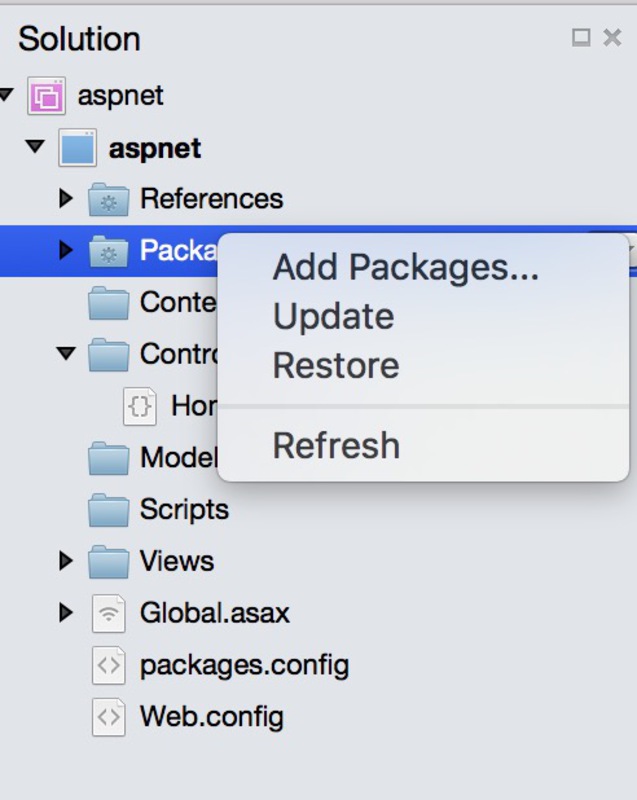 Solution
aspnet
aspnet
References
Packa
Add Packages...
Conte
Update
Contro
Restore
Hor
Model
Refresh
Scripts
Views
Global.asax
packages.config
Web.config